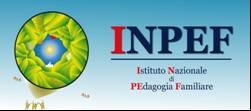 INPEF
Istituto Nazionale
di
PEdagogia Familiare